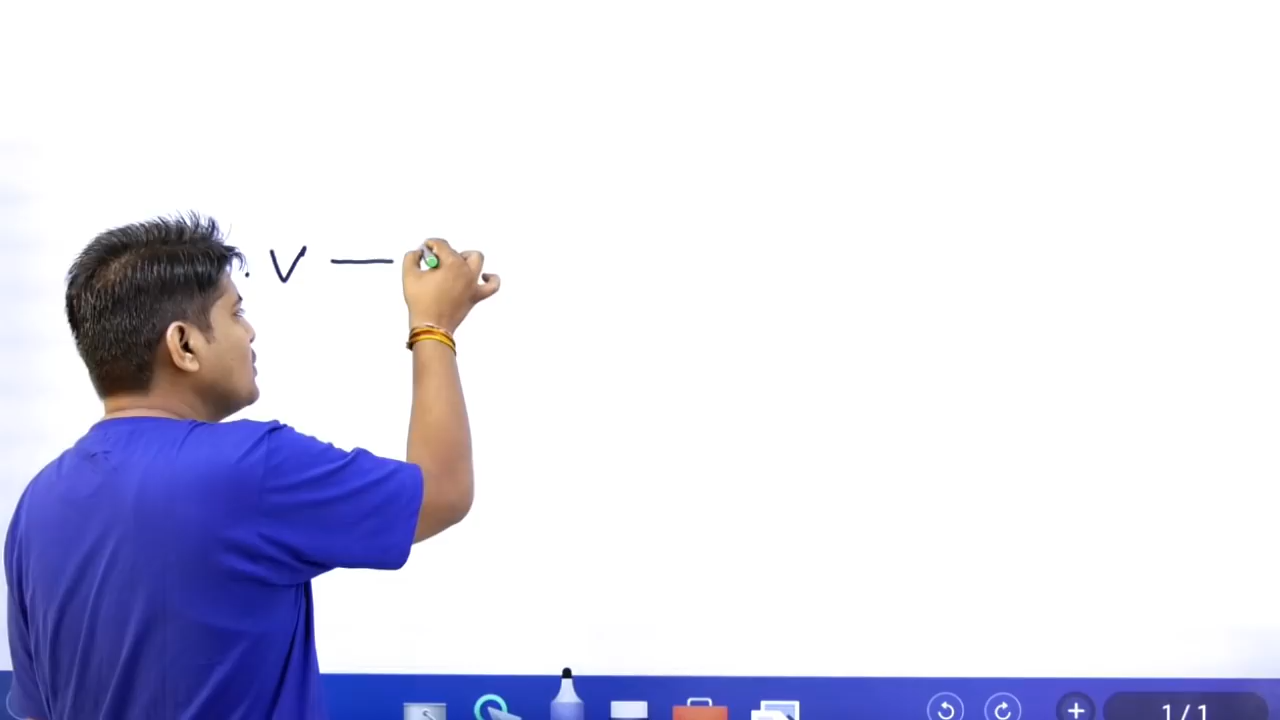 . V —
1/1